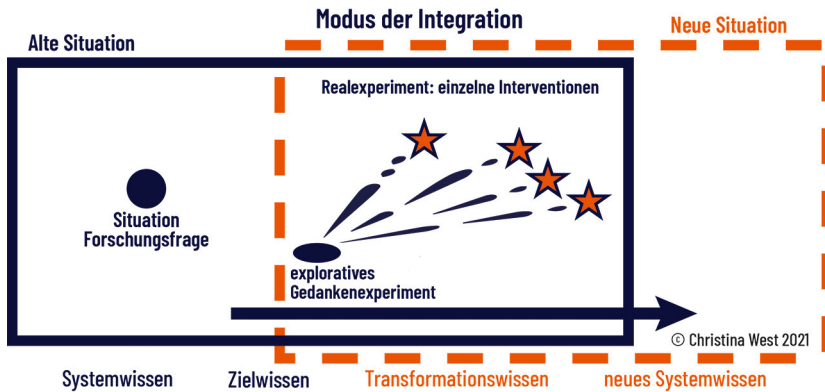 Modus der Integration
Alte Situation
Neue Situation
Realexperiment: einzelne Interventionen
Situation
Forschungsfrage
exploratives
Gedankenexperiment
© Christina West 2021
Systemwissen
Zielwissen
Transformationswissen
neues Systemwissen